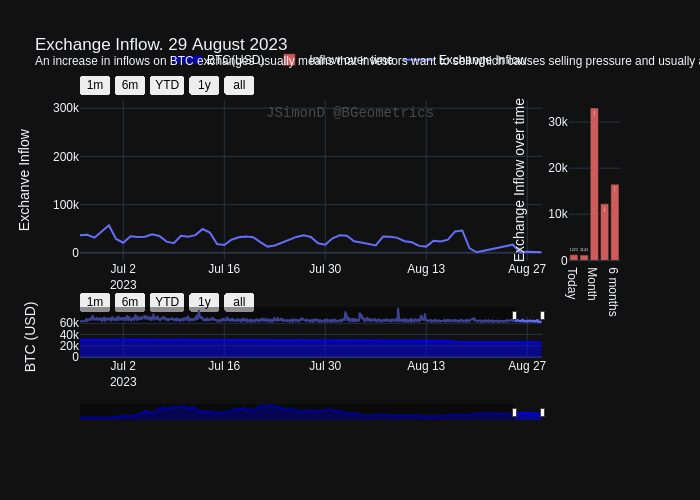 Exchange Inflow. 29 August 2023
An increase in inflows on BTC exchanges usually means that investors want to sell which causes selling pressure and usually a
BTC(USD) Inflow over time Exchange Inflow
1m 6m YTD 1y all
JSimonD @BGeometrics
Exchange Inflow
300k
200k
100k
0
Jul 2 Jul 16 Jul 30 Aug 13 Aug 27
2023
Exchange Inflow over time
30k
20k
10k
0
Today Month 6 months
1m 6m YTD 1y all
BTC (USD)
60k
40k
20k
0
Jul 2 Jul 16 Jul 30 Aug 13 Aug 27
2023